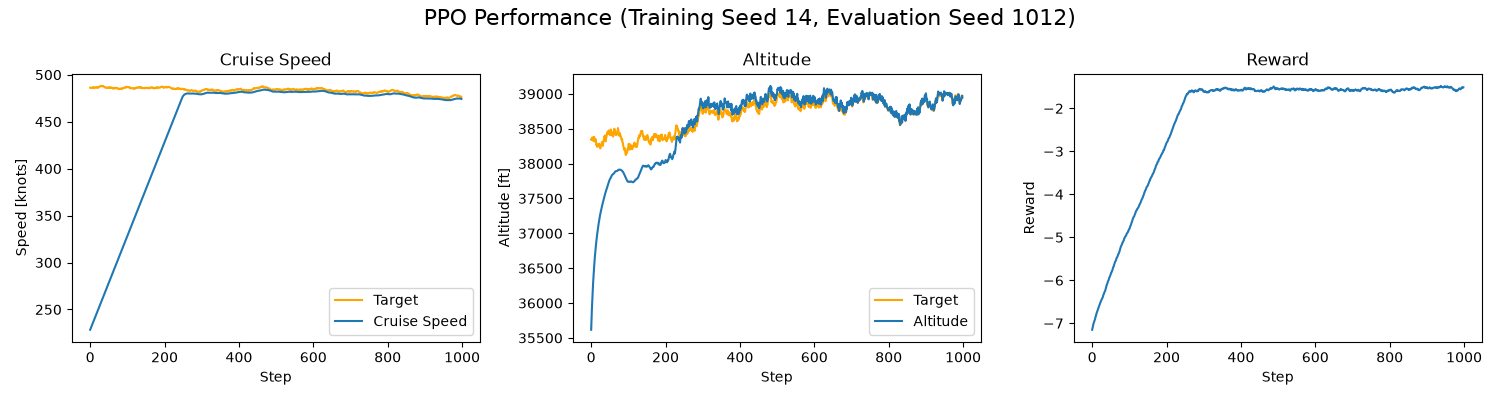 PPO Performance (Training Seed 14, Evaluation Seed 1012)
Cruise Speed
Speed [knots]
500
450
400
350
300
250
0 200 400 600 800 1000
Step
Target
Cruise Speed
Altitude
Altitude [ft]
39000
38500
38000
37500
37000
36500
36000
35500
0 200 400 600 800 1000
Step
Target
Altitude
Reward
Reward
−2
−3
−4
−5
−6
−7
0 200 400 600 800 1000
Step